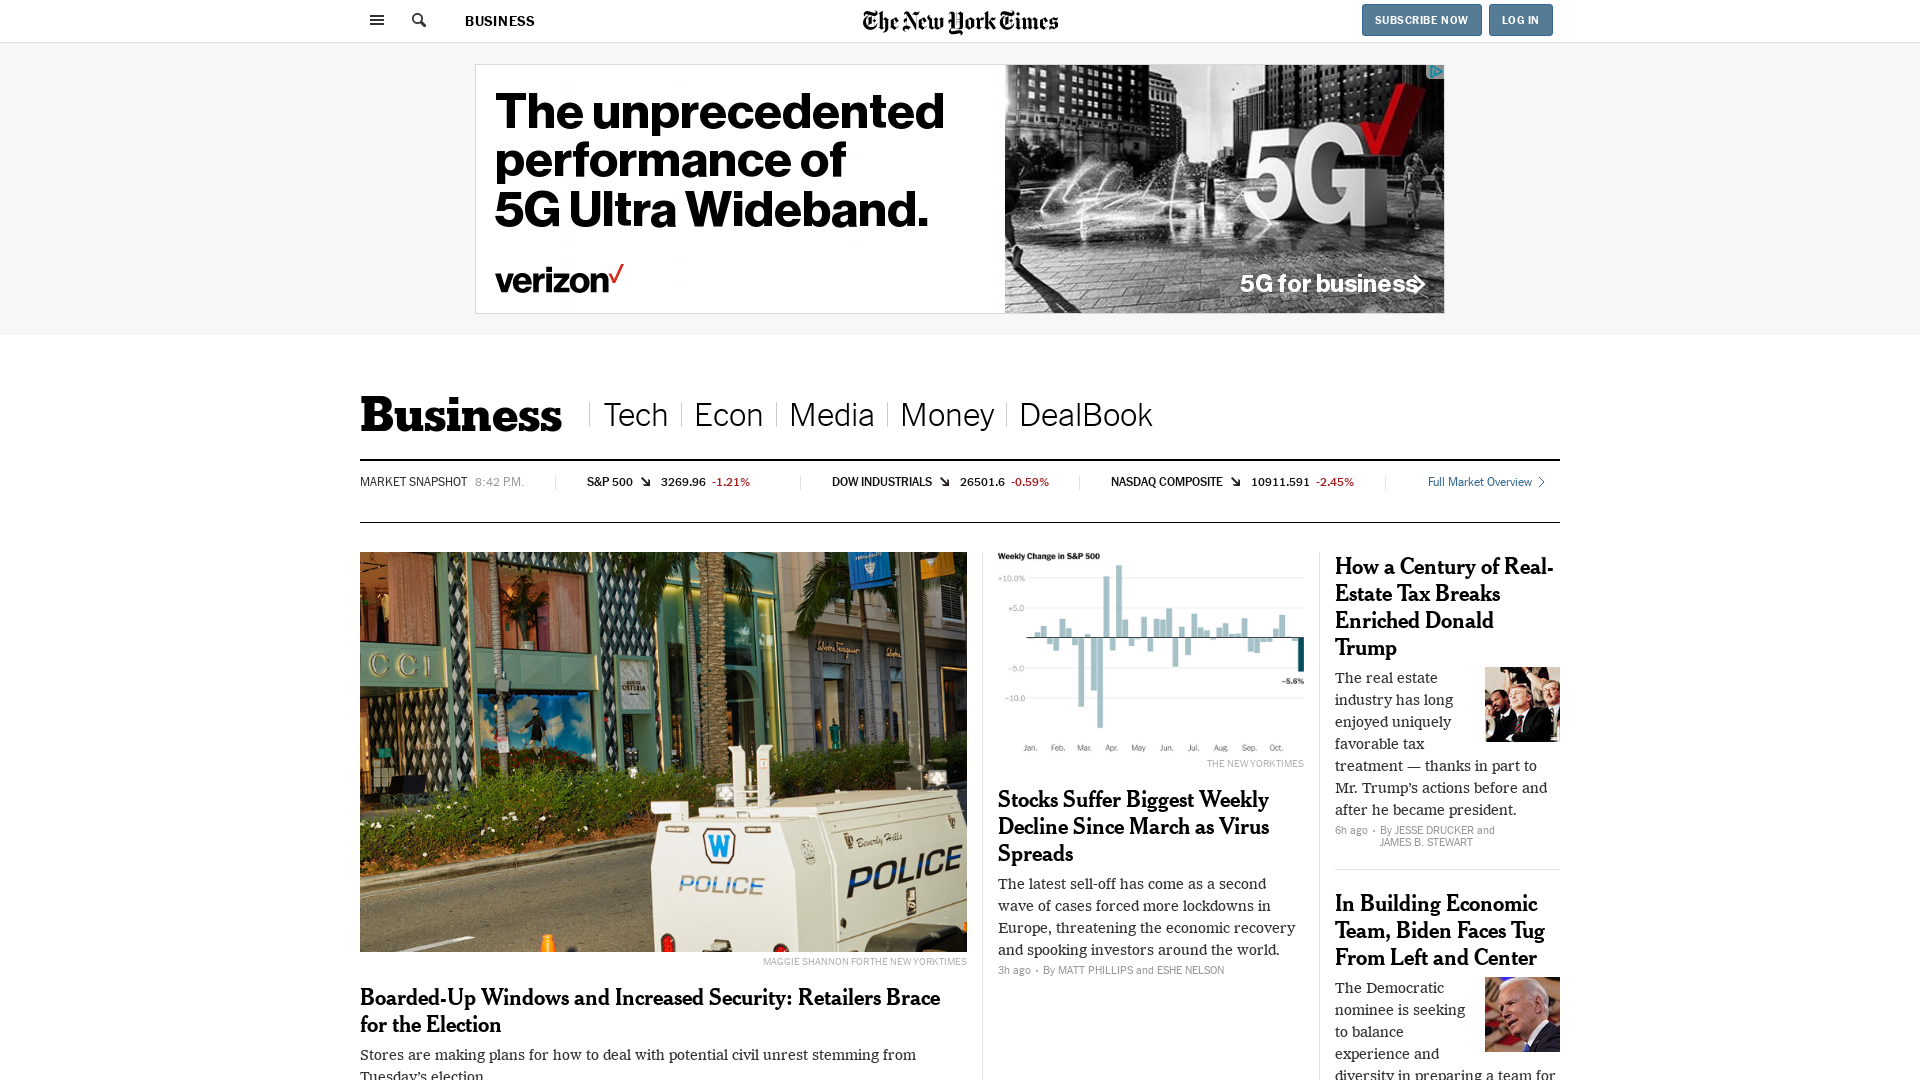 BUSINESS
The New York Times
SUBSCRIBE NOW
LOG IN
The unprecedented
performance of
5G Ultra Wideband.
verizon
5G
5G for business
Business
Tech
Econ
Media
Money
DealBook
MARKET SNAPSHOT 8:42 P.M.
S&P 500 3269.96 -1.21%
DOW INDUSTRIALS 26501.6 -0.59%
NASDAQ COMPOSITE 10911.591 -2.45%
Full Market Overview
CCI
OSTERIA
Salvatore Ferragamo
Beverly Hills
W
POLICE
POLICE
MAGGIE SHANNON FOR THE NEW YORK TIMES
Boarded-Up Windows and Increased Security: Retailers Brace
for the Election
Stores are making plans for how to deal with potential civil unrest stemming from
Tuesday’s election.
Weekly Change in S&P 500
+10.0%
+5.0
–5.0
–10.0
–5.6%
Jan. Feb. Mar. Apr. May Jun. Jul. Aug. Sep. Oct.
THE NEW YORK TIMES
Stocks Suffer Biggest Weekly
Decline Since March as Virus
Spreads
The latest sell-off has come as a second
wave of cases forced more lockdowns in
Europe, threatening the economic recovery
and spooking investors around the world.
3h ago · By MATT PHILLIPS and ESHE NELSON
How a Century of Real-
Estate Tax Breaks
Enriched Donald
Trump
The real estate
industry has long
enjoyed uniquely
favorable tax
treatment — thanks in part to
Mr. Trump’s actions before and
after he became president.
6h ago · By JESSE DRUCKER and
JAMES B. STEWART
In Building Economic
Team, Biden Faces Tug
From Left and Center
The Democratic
nominee is seeking
to balance
experience and
diversity in preparing a team for